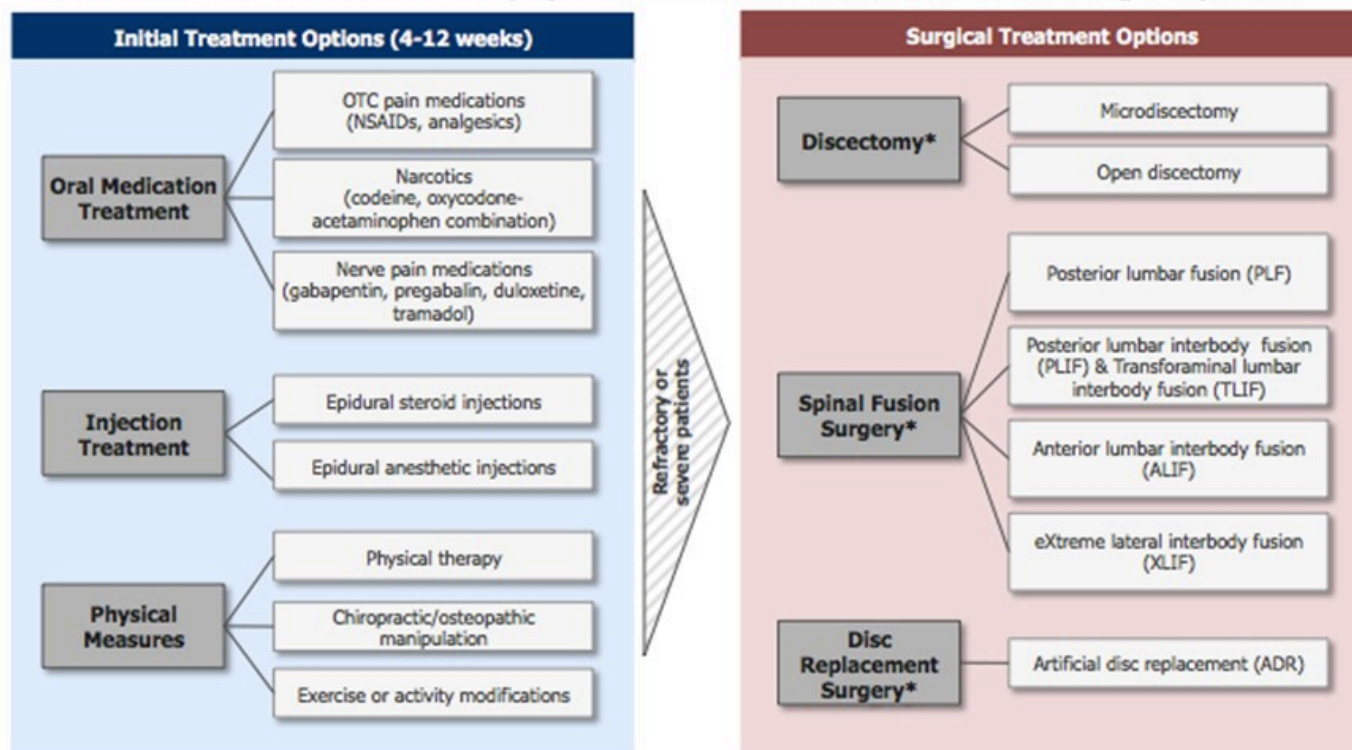 Initial Treatment Options (4-12 weeks)
Oral Medication
Treatment
OTC pain medications
(NSAIDs, analgesics)
Narcotics
(codeine, oxycodone-
acetaminophen combination)
Nerve pain medications
(gabapentin, pregabalin, duloxetine,
tramadol)
Injection
Treatment
Epidural steroid injections
Epidural anesthetic injections
Physical
Measures
Physical therapy
Chiropractic/osteopathic
manipulation
Exercise or activity modifications
Refractory or
severe patients
Surgical Treatment Options
Discectomy*
Microdiscectomy
Open discectomy
Spinal Fusion
Surgery*
Posterior lumbar fusion (PLF)
Posterior lumbar interbody fusion
(PLIF) & Transforaminal lumbar
interbody fusion (TLIF)
Anterior lumbar interbody fusion
(ALIF)
eXtreme lateral interbody fusion
(XLIF)
Disc
Replacement
Surgery*
Artificial disc replacement (ADR)